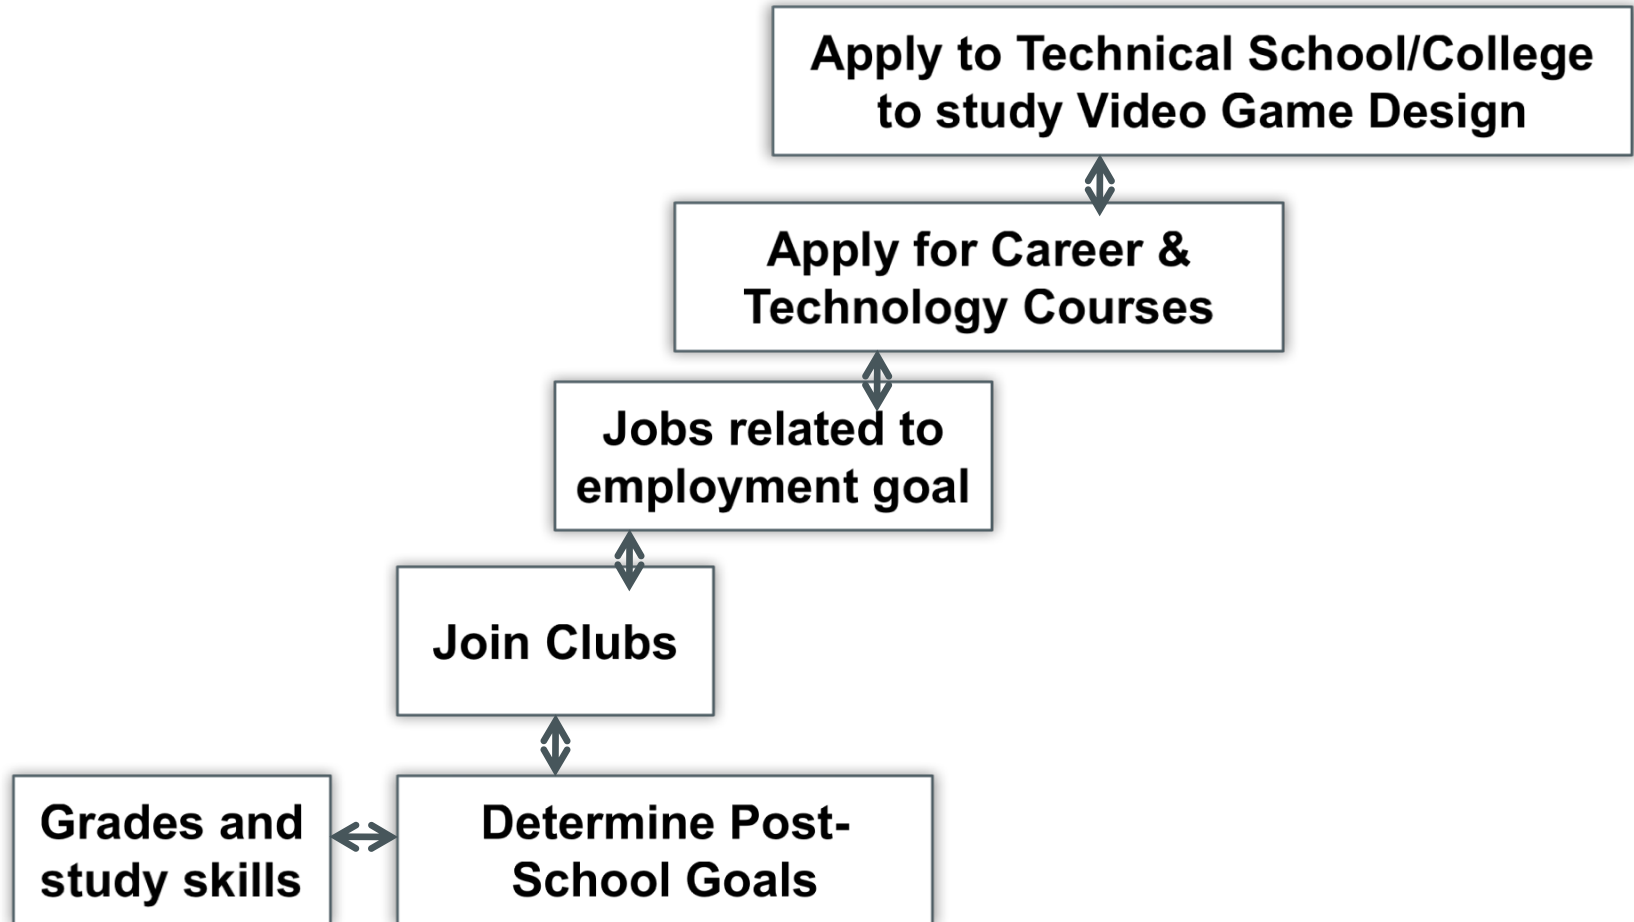 Apply to Technical School/College
to study Video Game Design
Apply for Career &
Technology Courses
Jobs related to
employment goal
Join Clubs
Grades and
study skills
Determine Post-
School Goals